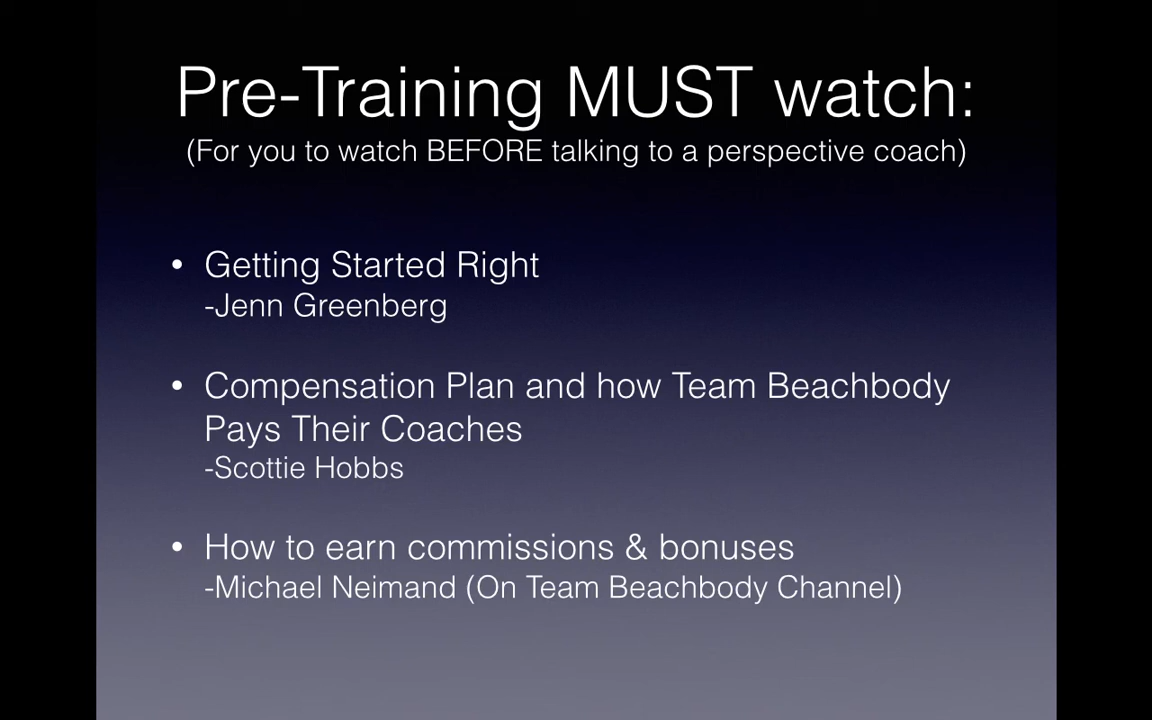 Pre-Training MUST watch:
(For you to watch BEFORE talking to a perspective coach)
• Getting Started Right
-Jenn Greenberg
• Compensation Plan and how Team Beachbody
Pays Their Coaches
-Scottie Hobbs
• How to earn commissions & bonuses
-Michael Neimand (On Team Beachbody Channel)